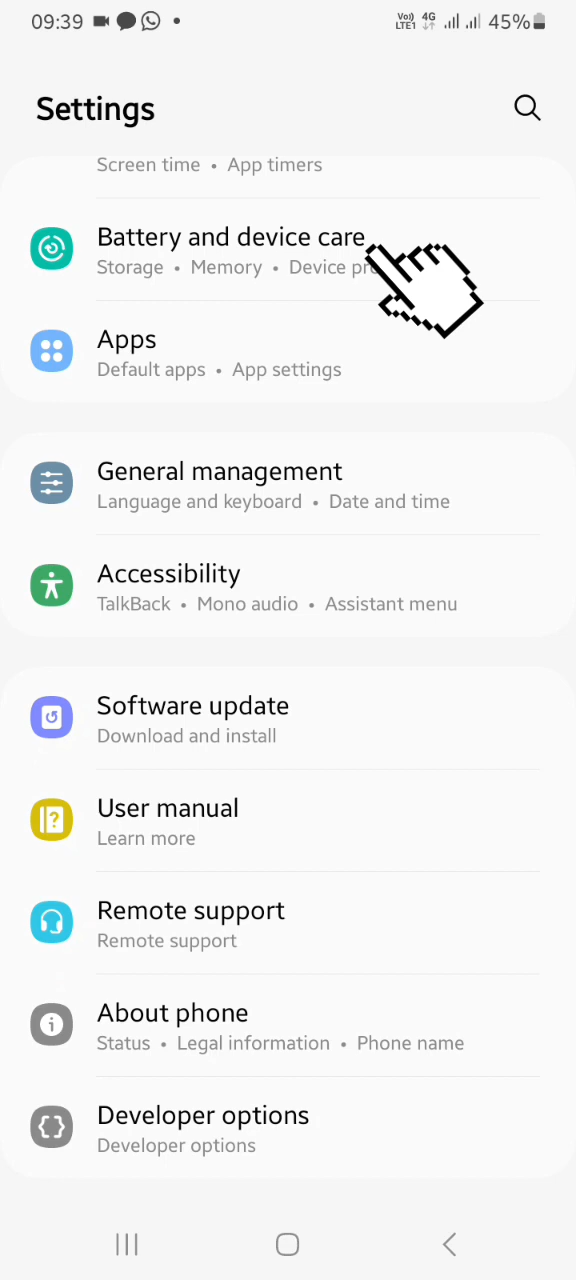 09:39 Vo)) LTE1 4G 45%
Settings
Screen time • App timers
Battery and device care
Storage • Memory • Device
Apps
Default apps • App settings
General management
Language and keyboard • Date and time
Accessibility
TalkBack • Mono audio • Assistant menu
Software update
Download and install
User manual
Learn more
Remote support
Remote support
About phone
Status • Legal information • Phone name
Developer options
Developer options